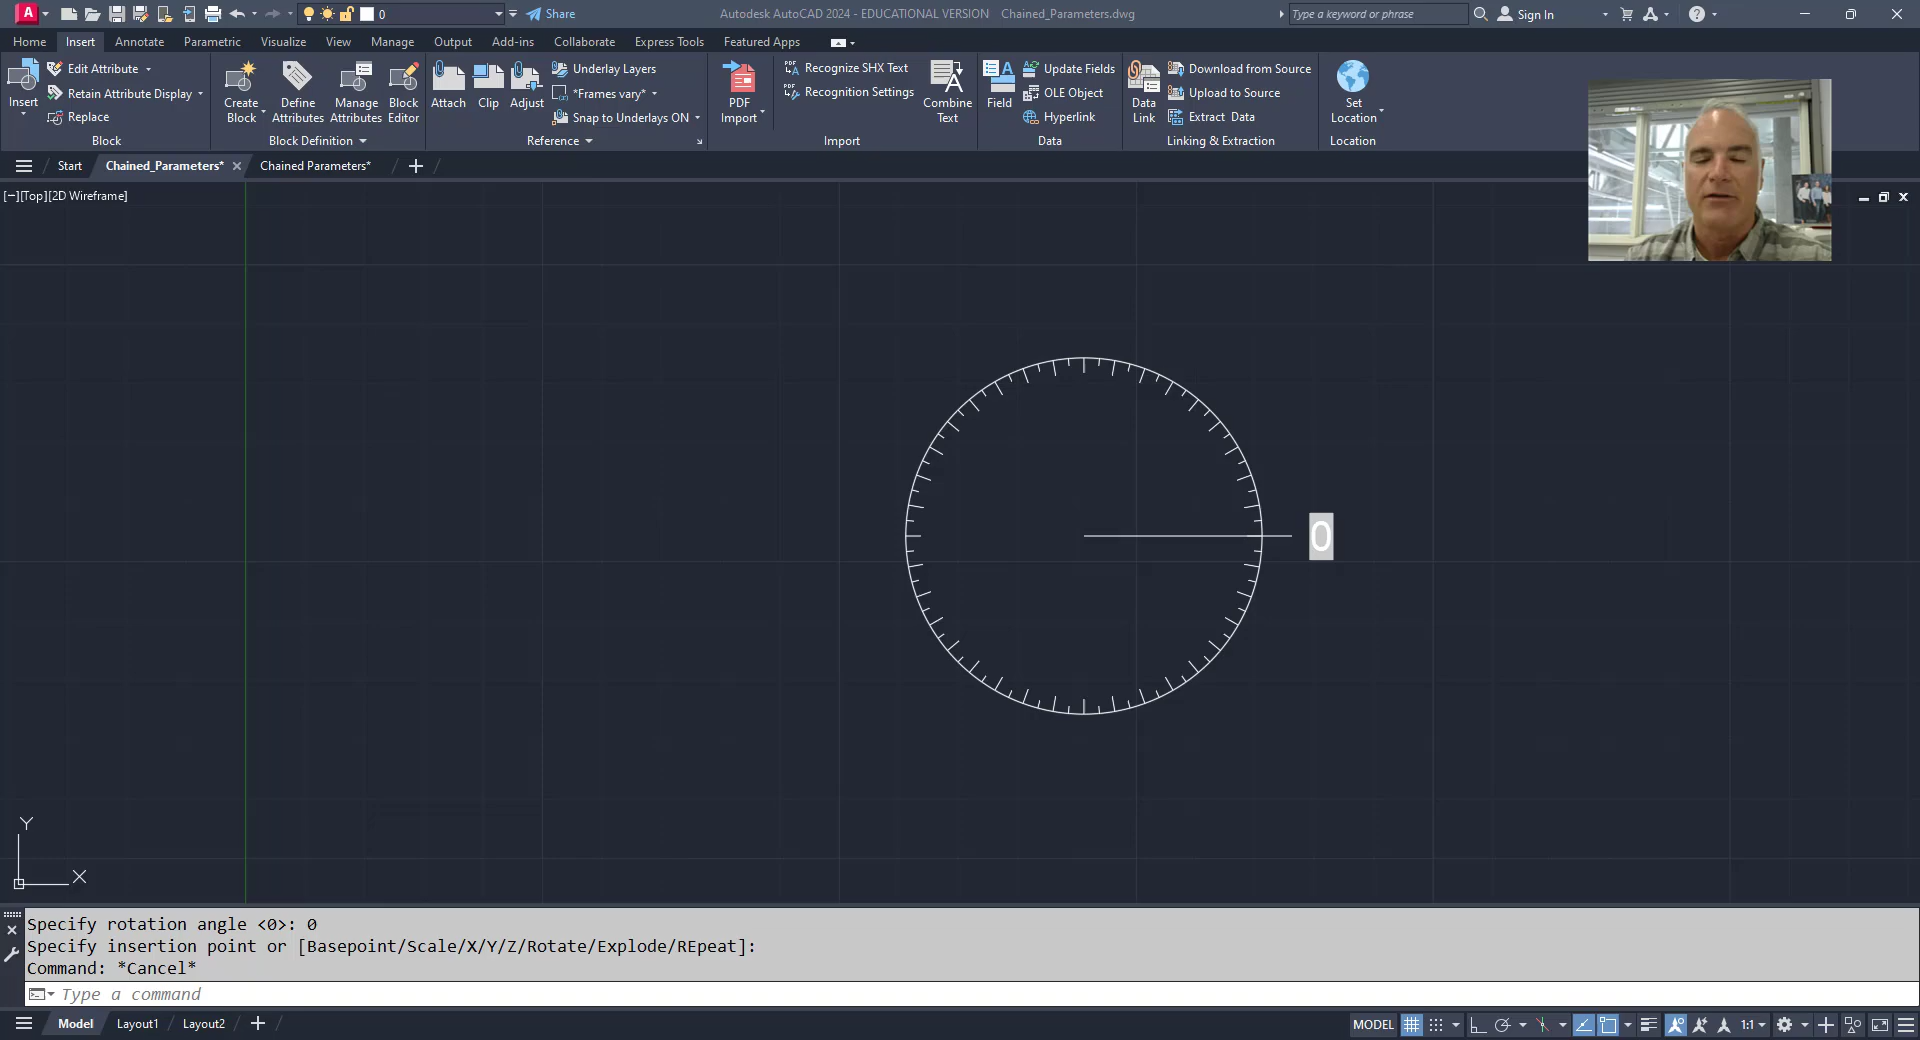 A 0 Share Autodesk AutoCAD 2024 - EDUCATIONAL VERSION Chained_Parameters.dwg Type a keyword or phrase Sign In
Home Insert Annotate Parametric Visualize View Manage Output Add-ins Collaborate Express Tools Featured Apps
Insert Edit Attribute Retain Attribute Display Replace
Block
Create Block Define Attributes Manage Attributes Block Editor
Block Definition
Attach Clip Adjust Underlay Layers *Frames vary* Snap to Underlays ON
Reference
PDF Import Recognize SHX Text Recognition Settings Combine Text
Import
Field Update Fields OLE Object Hyperlink
Data
Data Link Download from Source Upload to Source Extract Data
Linking & Extraction
Set Location
Location
Start Chained_Parameters* Chained Parameters*
[−][Top][2D Wireframe]
0
Y
X
Specify rotation angle <0>: 0
Specify insertion point or [Basepoint/Scale/X/Y/Z/Rotate/Explode/REpeat]:
Command: *Cancel*
Type a command
Model Layout1 Layout2 MODEL 1:1